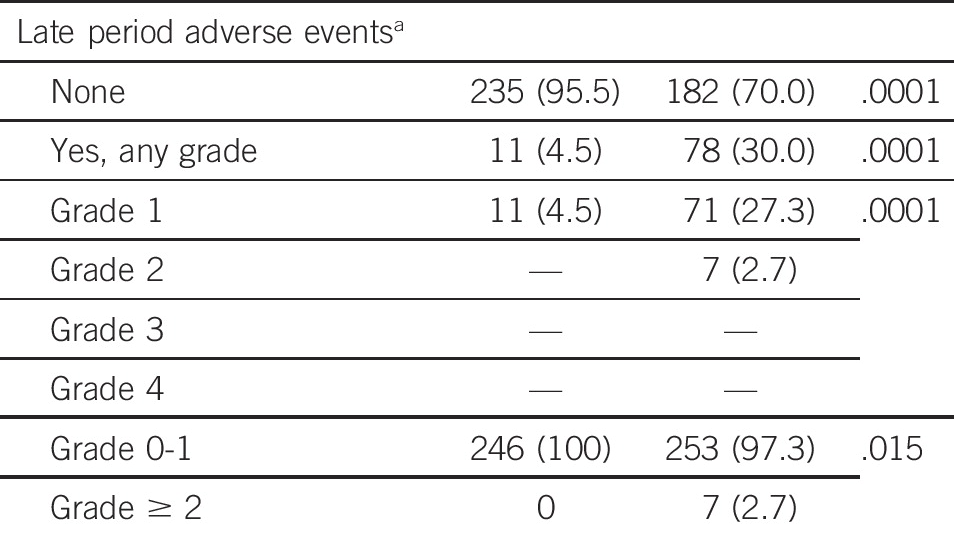 Late period adverse eventsᵃ
None 235 (95.5) 182 (70.0) .0001
Yes, any grade 11 (4.5) 78 (30.0) .0001
Grade 1 11 (4.5) 71 (27.3) .0001
Grade 2 — 7 (2.7)
Grade 3 — —
Grade 4 — —
Grade 0-1 246 (100) 253 (97.3) .015
Grade ≥ 2 0 7 (2.7)